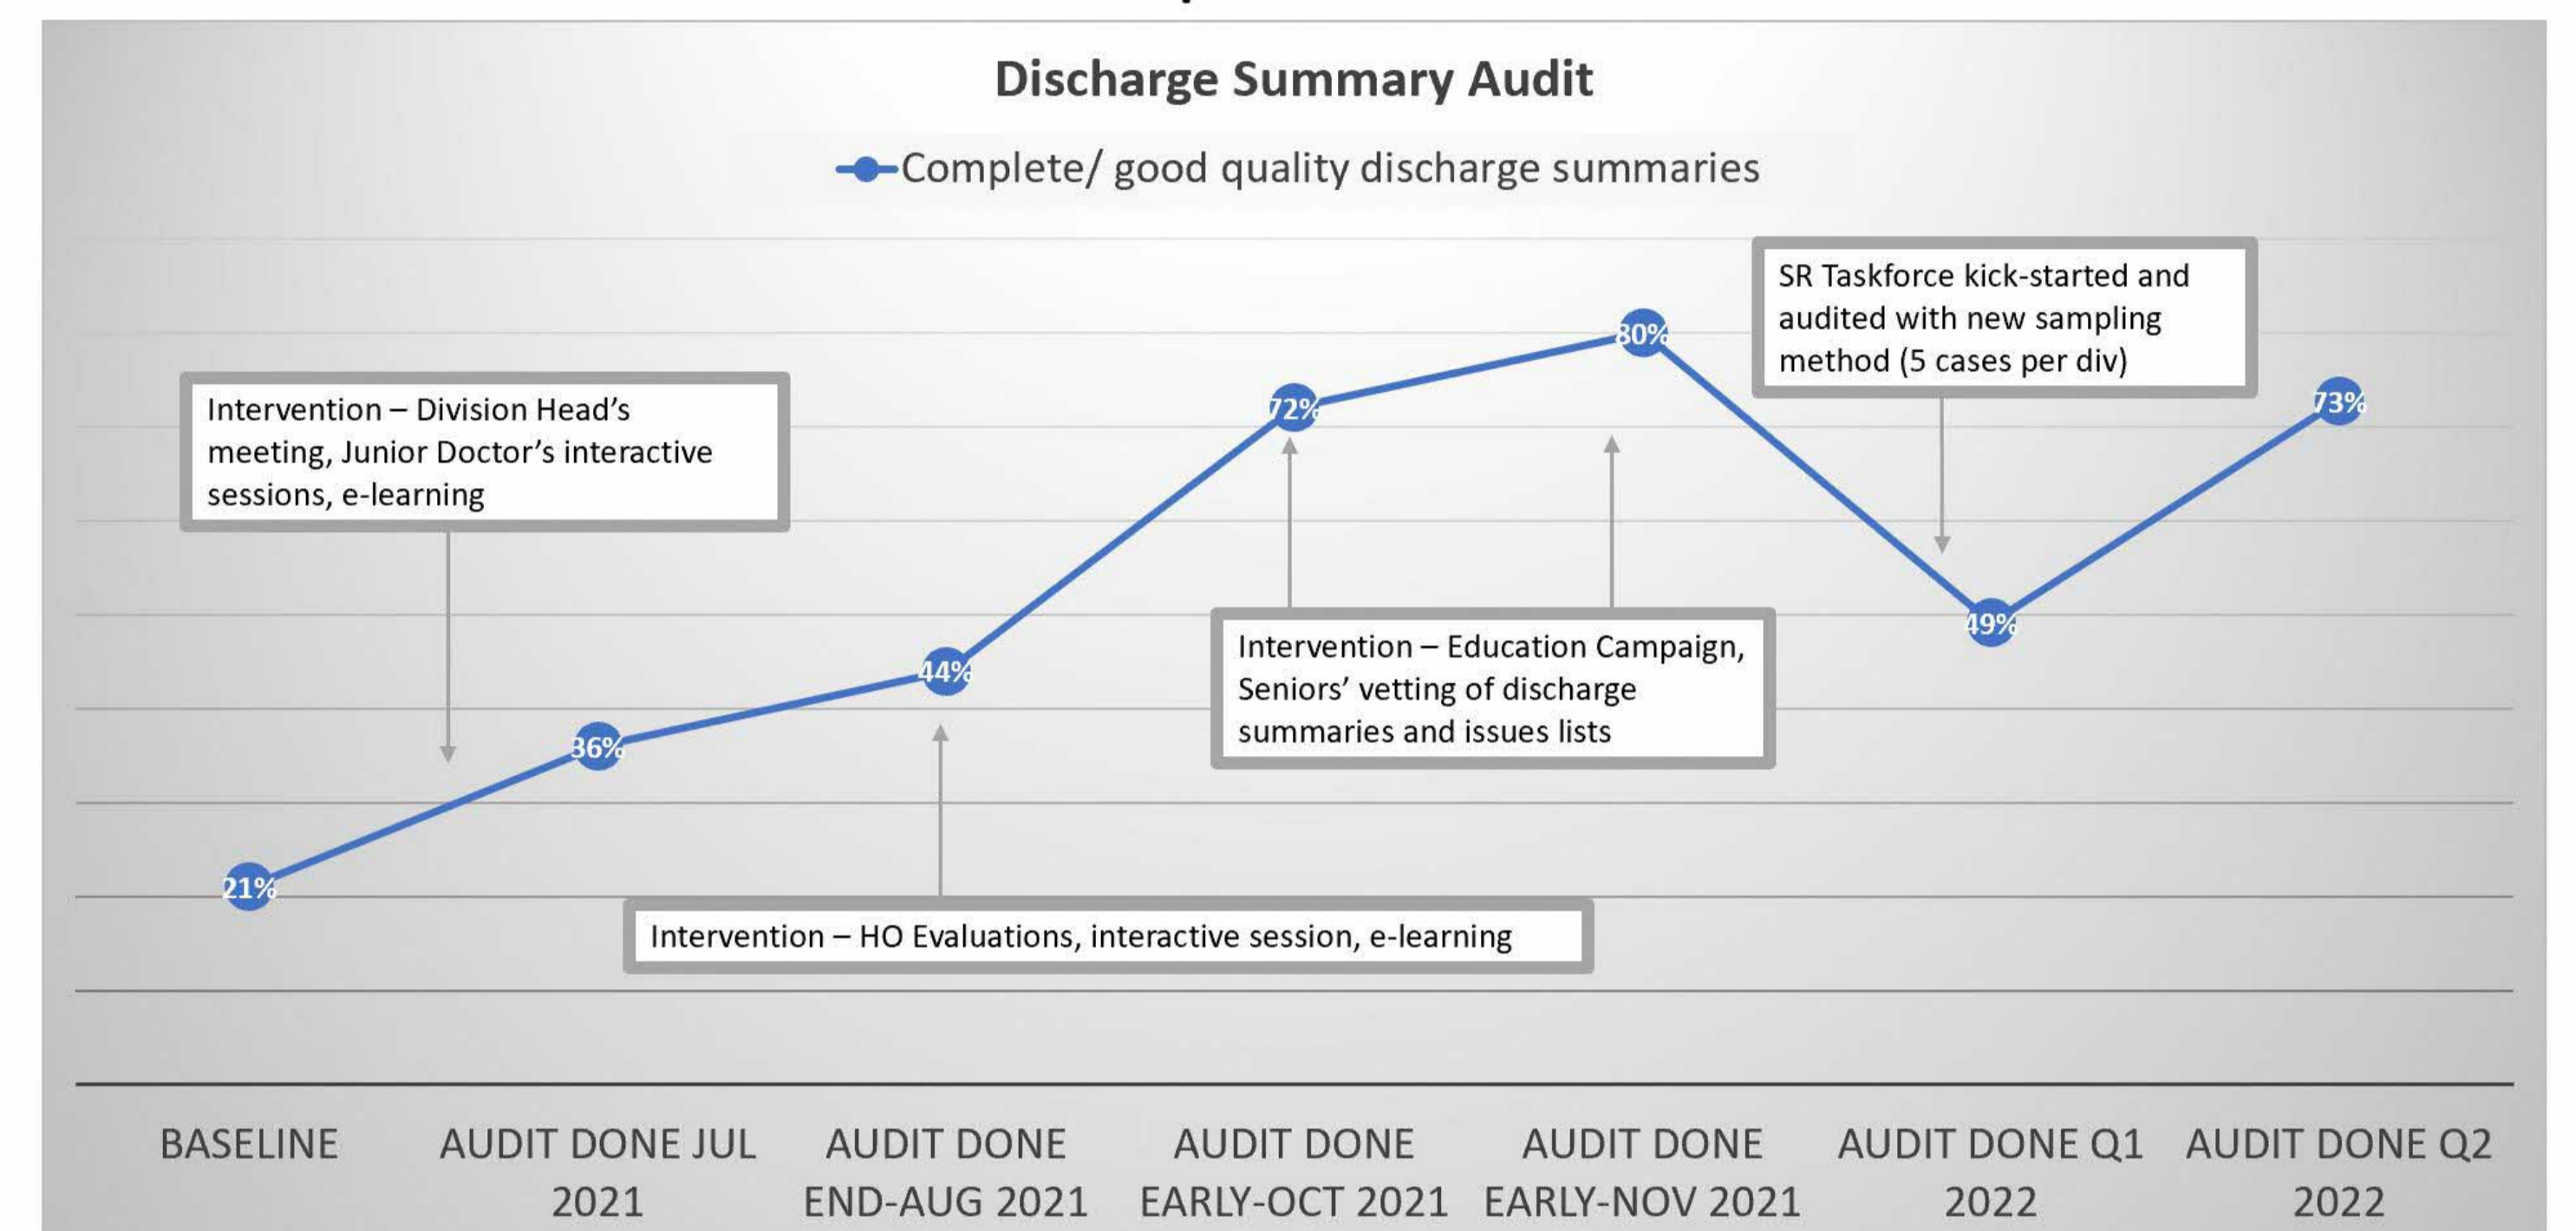 Discharge Summary Audit
Complete/ good quality discharge summaries
SR Taskforce kick-started and
audited with new sampling
method (5 cases per div)
80%
Intervention – Division Head’s
meeting, Junior Doctor’s interactive
sessions, e-learning
72%
73%
49%
Intervention – Education Campaign,
Seniors’ vetting of discharge
summaries and issues lists
44%
36%
21%
Intervention – HO Evaluations, interactive session, e-learning
BASELINE
AUDIT DONE JUL
2021
AUDIT DONE
END-AUG 2021
AUDIT DONE
EARLY-OCT 2021
AUDIT DONE
EARLY-NOV 2021
AUDIT DONE Q1
2022
AUDIT DONE Q2
2022